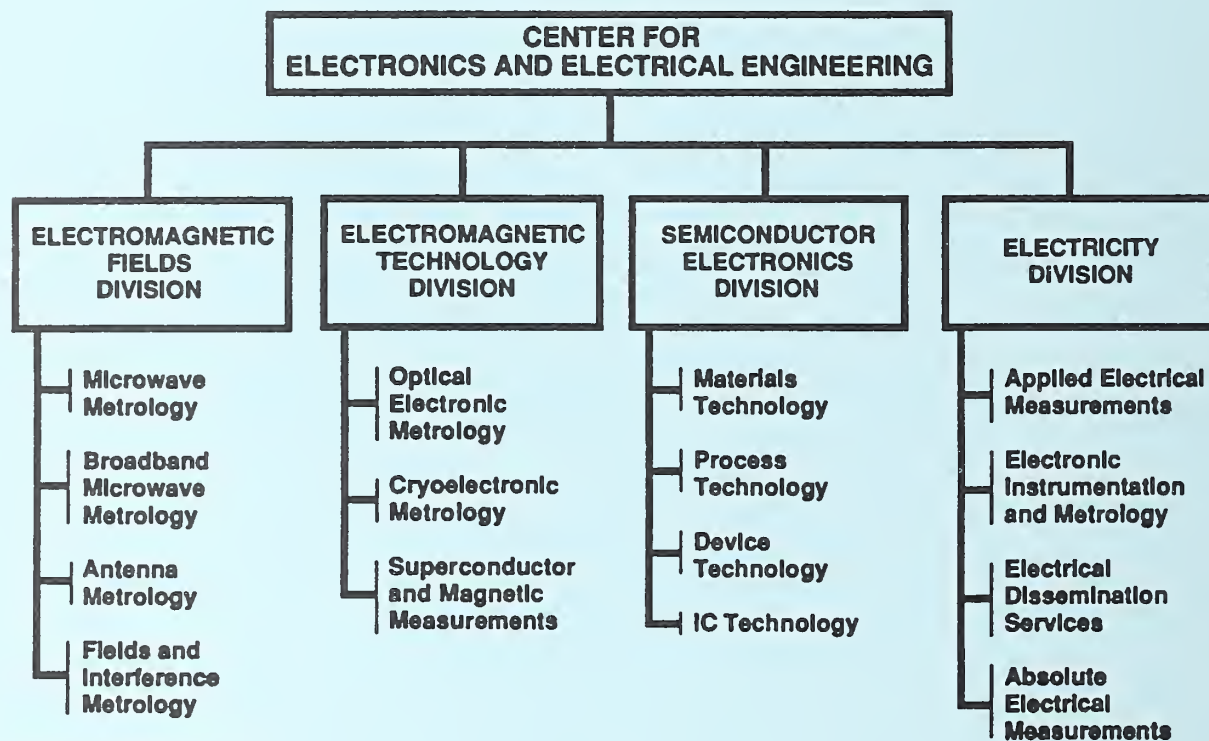 CENTER FOR
ELECTRONICS AND ELECTRICAL ENGINEERING
ELECTROMAGNETIC
FIELDS
DIVISION
Microwave
Metrology
Broadband
Microwave
Metrology
Antenna
Metrology
Fields and
Interference
Metrology
ELECTROMAGNETIC
TECHNOLOGY
DIVISION
Optical
Electronic
Metrology
Cryoelectronic
Metrology
Superconductor
and Magnetic
Measurements
SEMICONDUCTOR
ELECTRONICS
DIVISION
Materials
Technology
Process
Technology
Device
Technology
IC Technology
ELECTRICITY
DIVISION
Applied Electrical
Measurements
Electronic
Instrumentation
and Metrology
Electrical
Dissemination
Services
Absolute
Electrical
Measurements